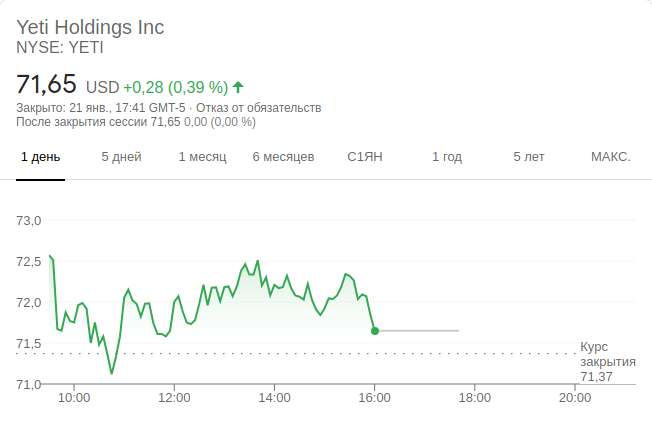 Yeti Holdings Inc
NYSE: YETI
71,65 USD +0,28 (0,39 %)
Закрыто: 21 янв., 17:41 GMT-5 · Отказ от обязательств
После закрытия сессии 71,65 0,00 (0,00 %)
1 день 5 дней 1 месяц 6 месяцев С1ЯН 1 год 5 лет МАКС.
73,0
72,5
72,0
71,5
Курс
закрытия
71,37
71,0
10:00 12:00 14:00 16:00 18:00 20:00